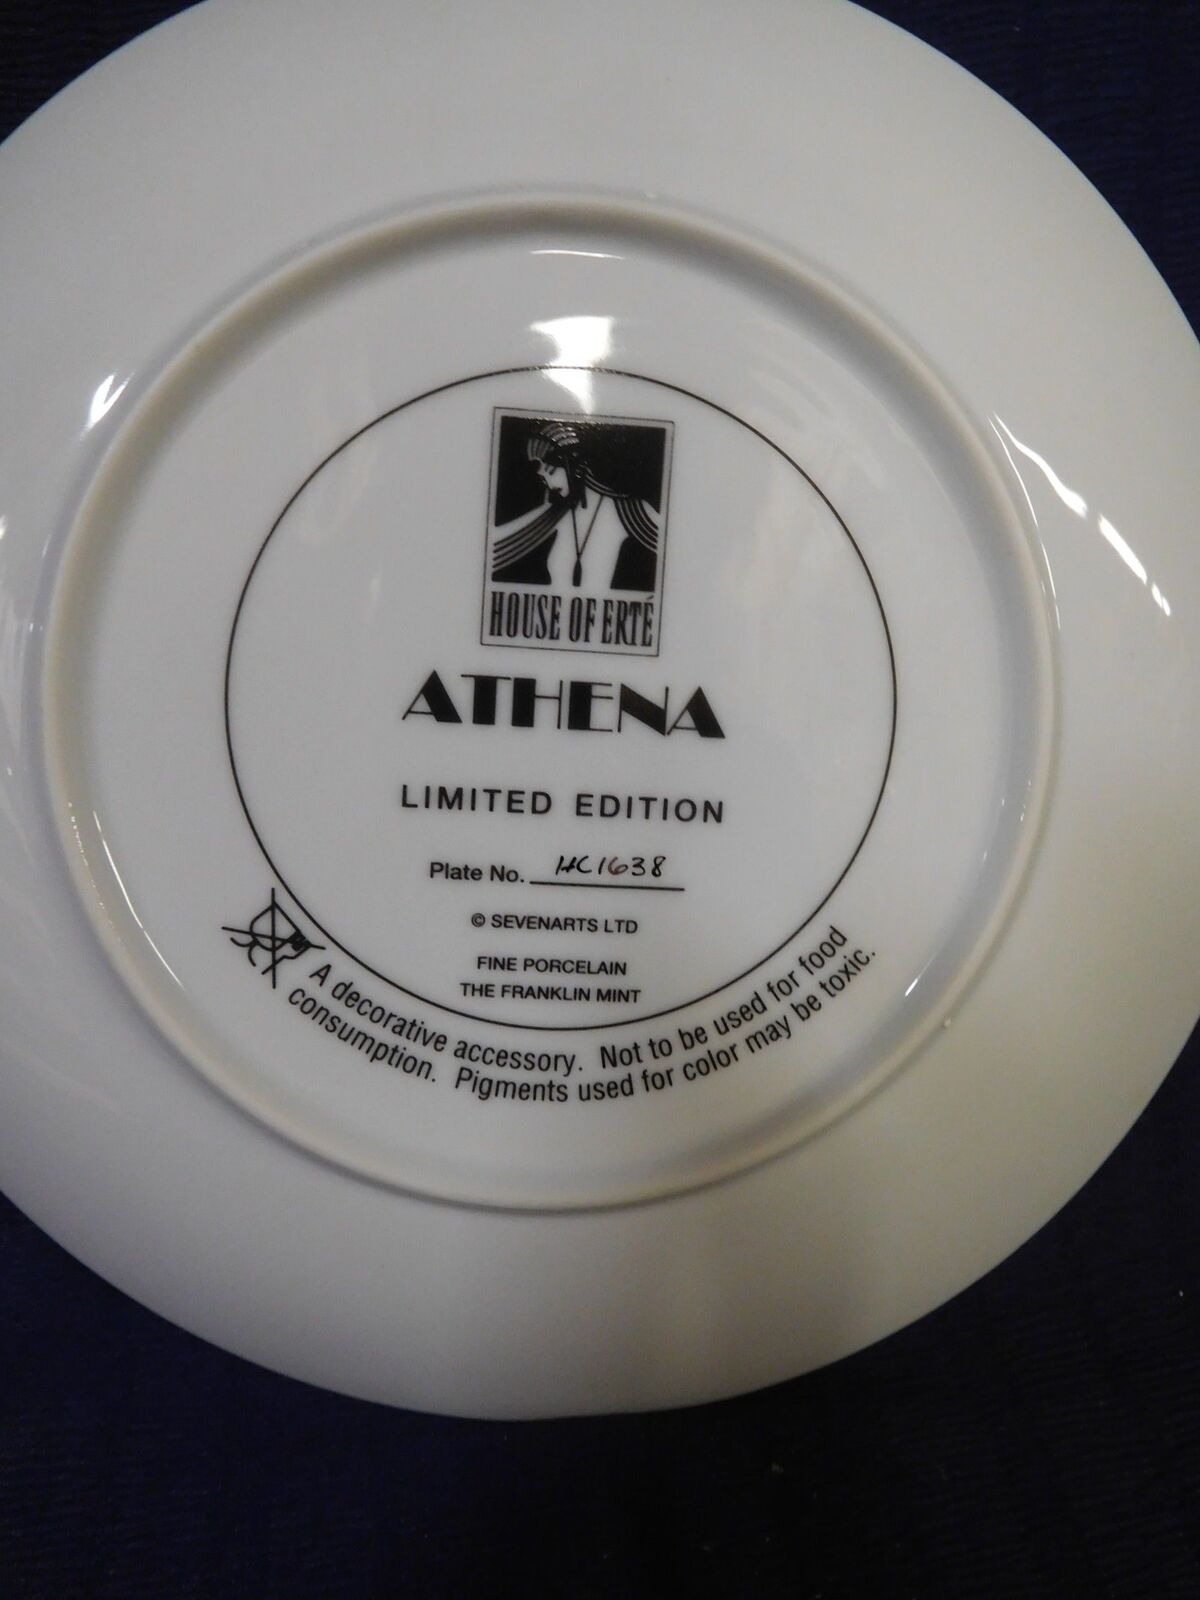 HOUSE OF ERTÉ
ATHENA
LIMITED EDITION
Plate No. HC1638
© SEVENARTS LTD
FINE PORCELAIN
THE FRANKLIN MINT
A decorative accessory. Not to be used for food
consumption. Pigments used for color may be toxic.